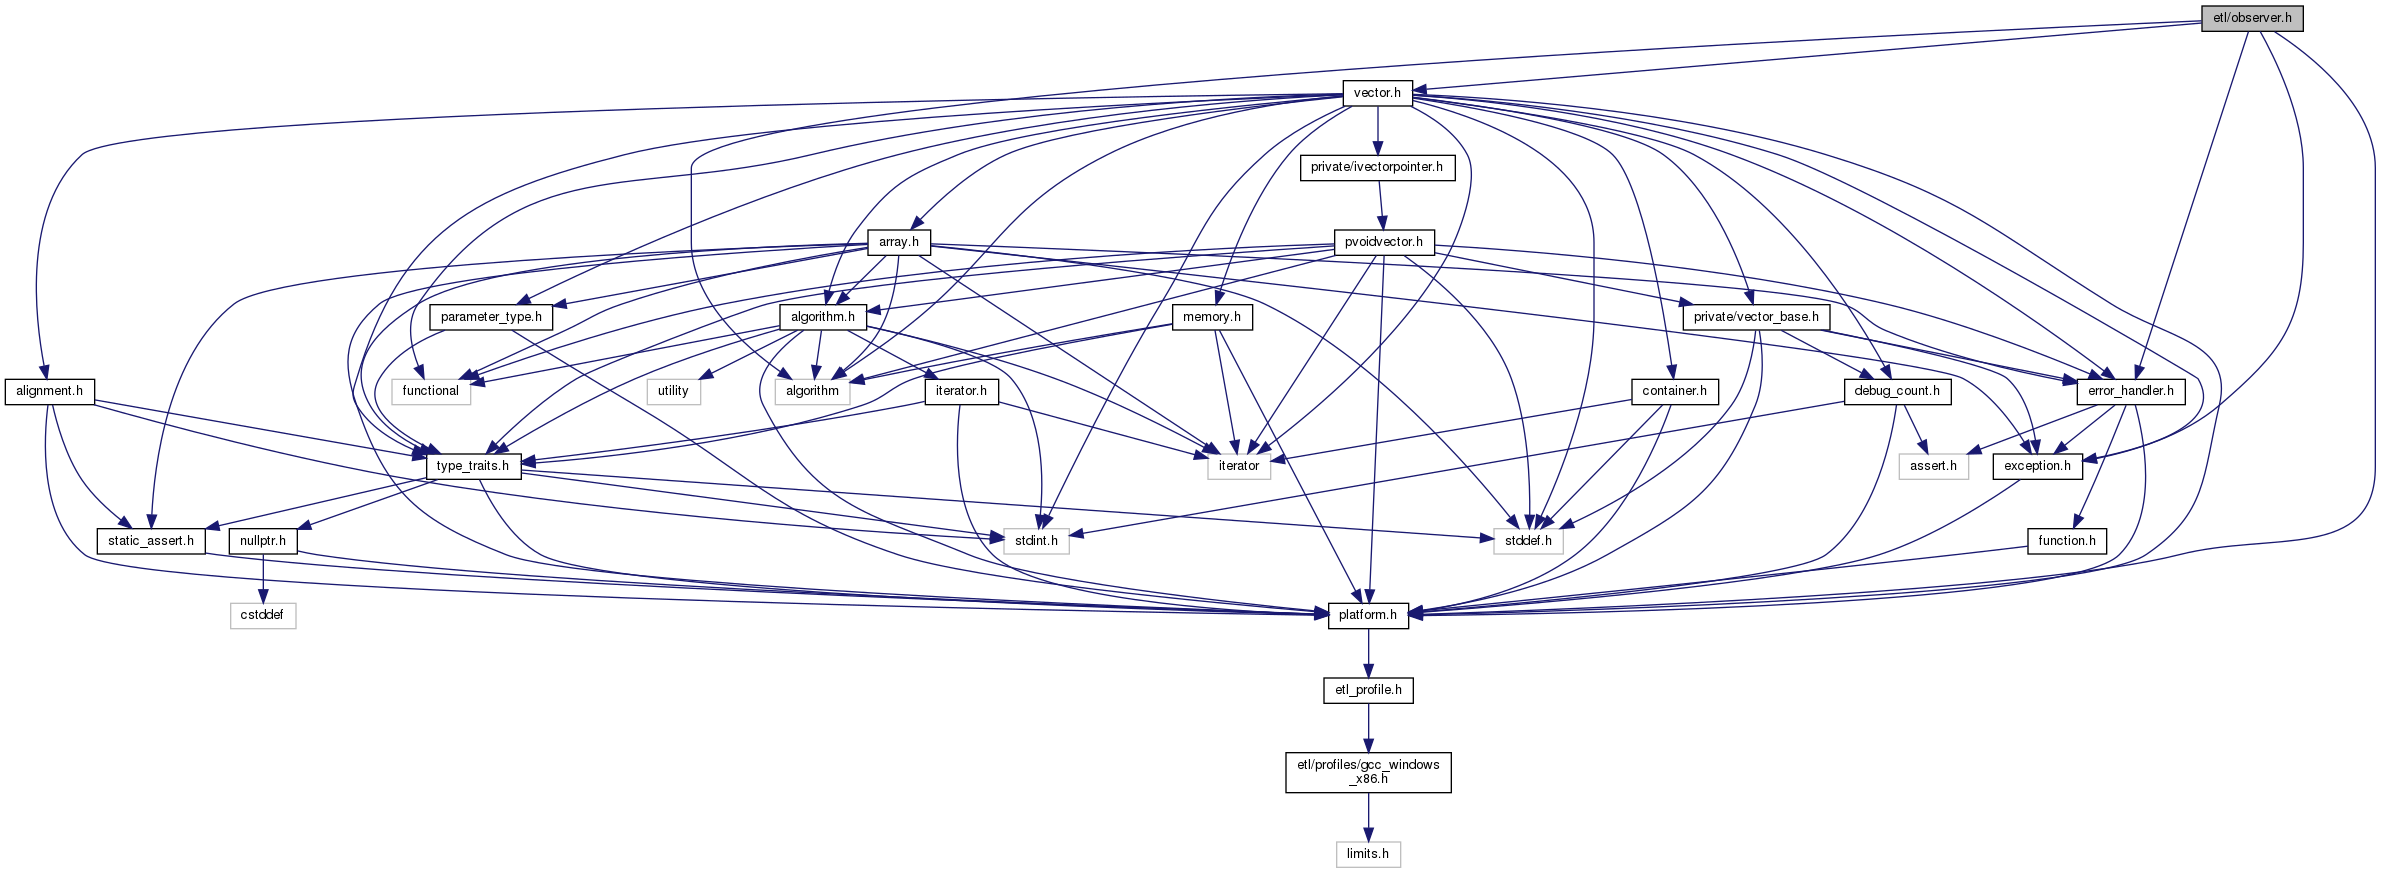 etl/observer.h
vector.h
private/ivectorpointer.h
array.h
pvoidvector.h
parameter_type.h
algorithm.h
memory.h
private/vector_base.h
alignment.h
functional
utility
algorithm
iterator.h
container.h
debug_count.h
error_handler.h
type_traits.h
iterator
assert.h
exception.h
static_assert.h
nullptr.h
stdint.h
stddef.h
function.h
cstddef
platform.h
etl_profile.h
etl/profiles/gcc_windows
_x86.h
limits.h